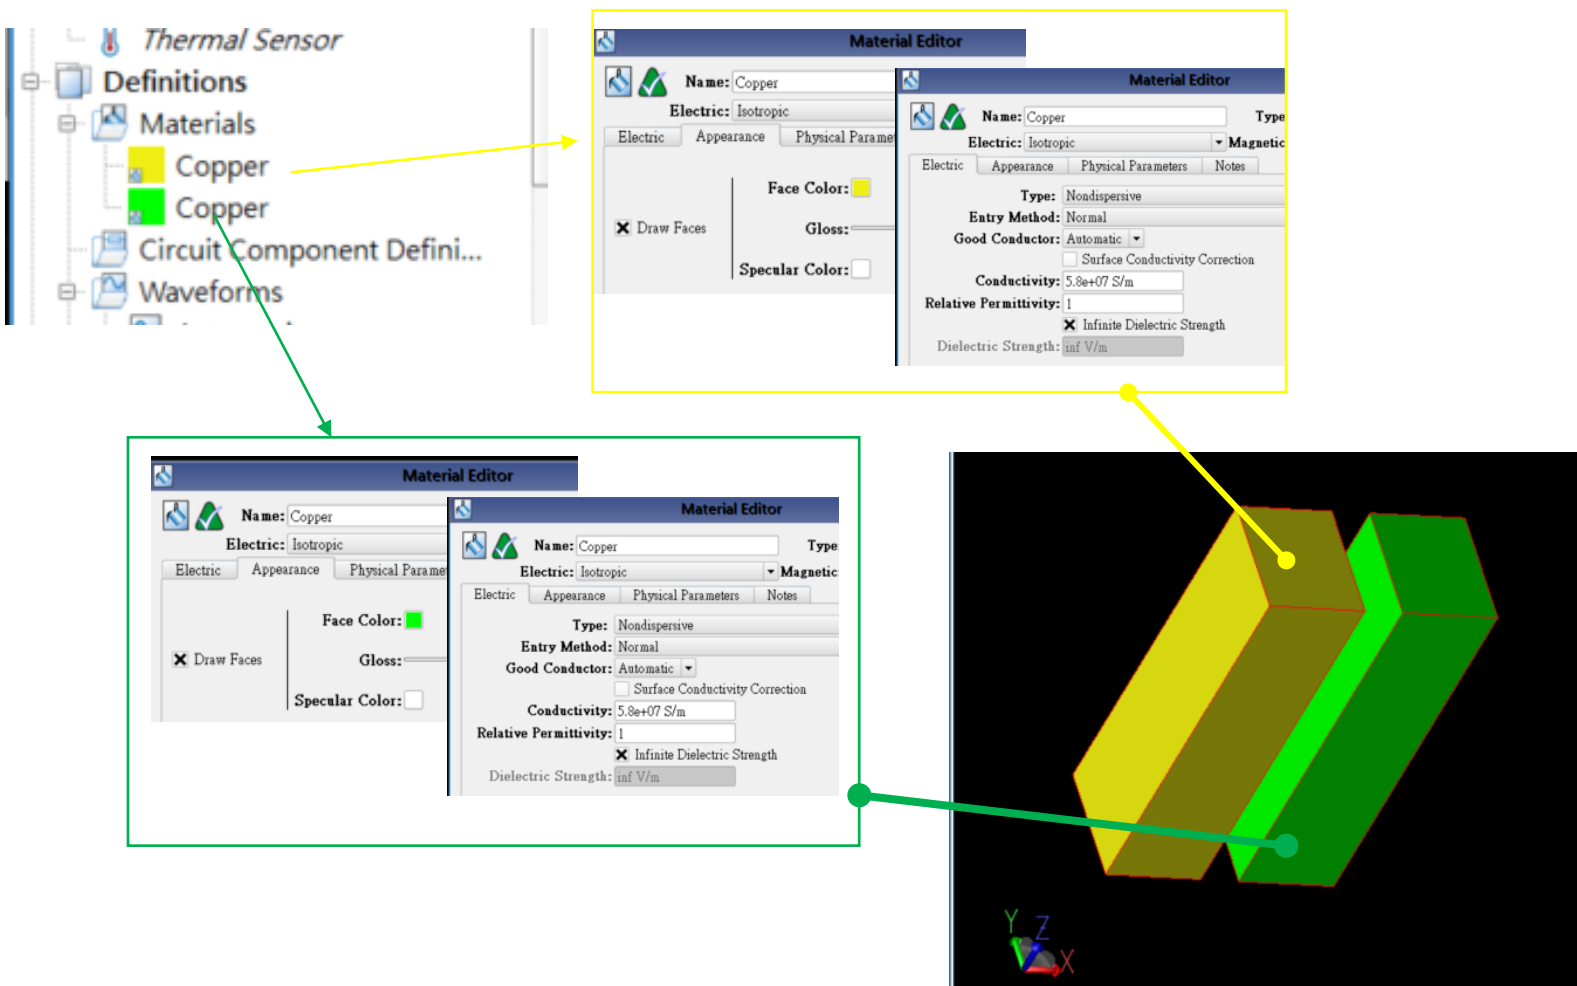 Thermal Sensor
Definitions
Materials
Copper
Copper
Circuit Component Defini...
Waveforms
Material Editor
Name: Copper
Electric: Isotropic
Electric Appearance Physical Parame
Face Color:
Draw Faces
Gloss:
Specular Color:
Material Editor
Name: Copper Type
Electric: Isotropic Magnetic
Electric Appearance Physical Parameters Notes
Type: Nondispersive
Entry Method: Normal
Good Conductor: Automatic
Surface Conductivity Correction
Conductivity: 5.8e+07 S/m
Relative Permittivity: 1
Infinite Dielectric Strength
Dielectric Strength: inf V/m
Material Editor
Name: Copper
Electric: Isotropic
Electric Appearance Physical Parame
Face Color:
Draw Faces
Gloss:
Specular Color:
Material Editor
Name: Copper Type
Electric: Isotropic Magnetic
Electric Appearance Physical Parameters Notes
Type: Nondispersive
Entry Method: Normal
Good Conductor: Automatic
Surface Conductivity Correction
Conductivity: 5.8e+07 S/m
Relative Permittivity: 1
Infinite Dielectric Strength
Dielectric Strength: inf V/m
Y
Z
X